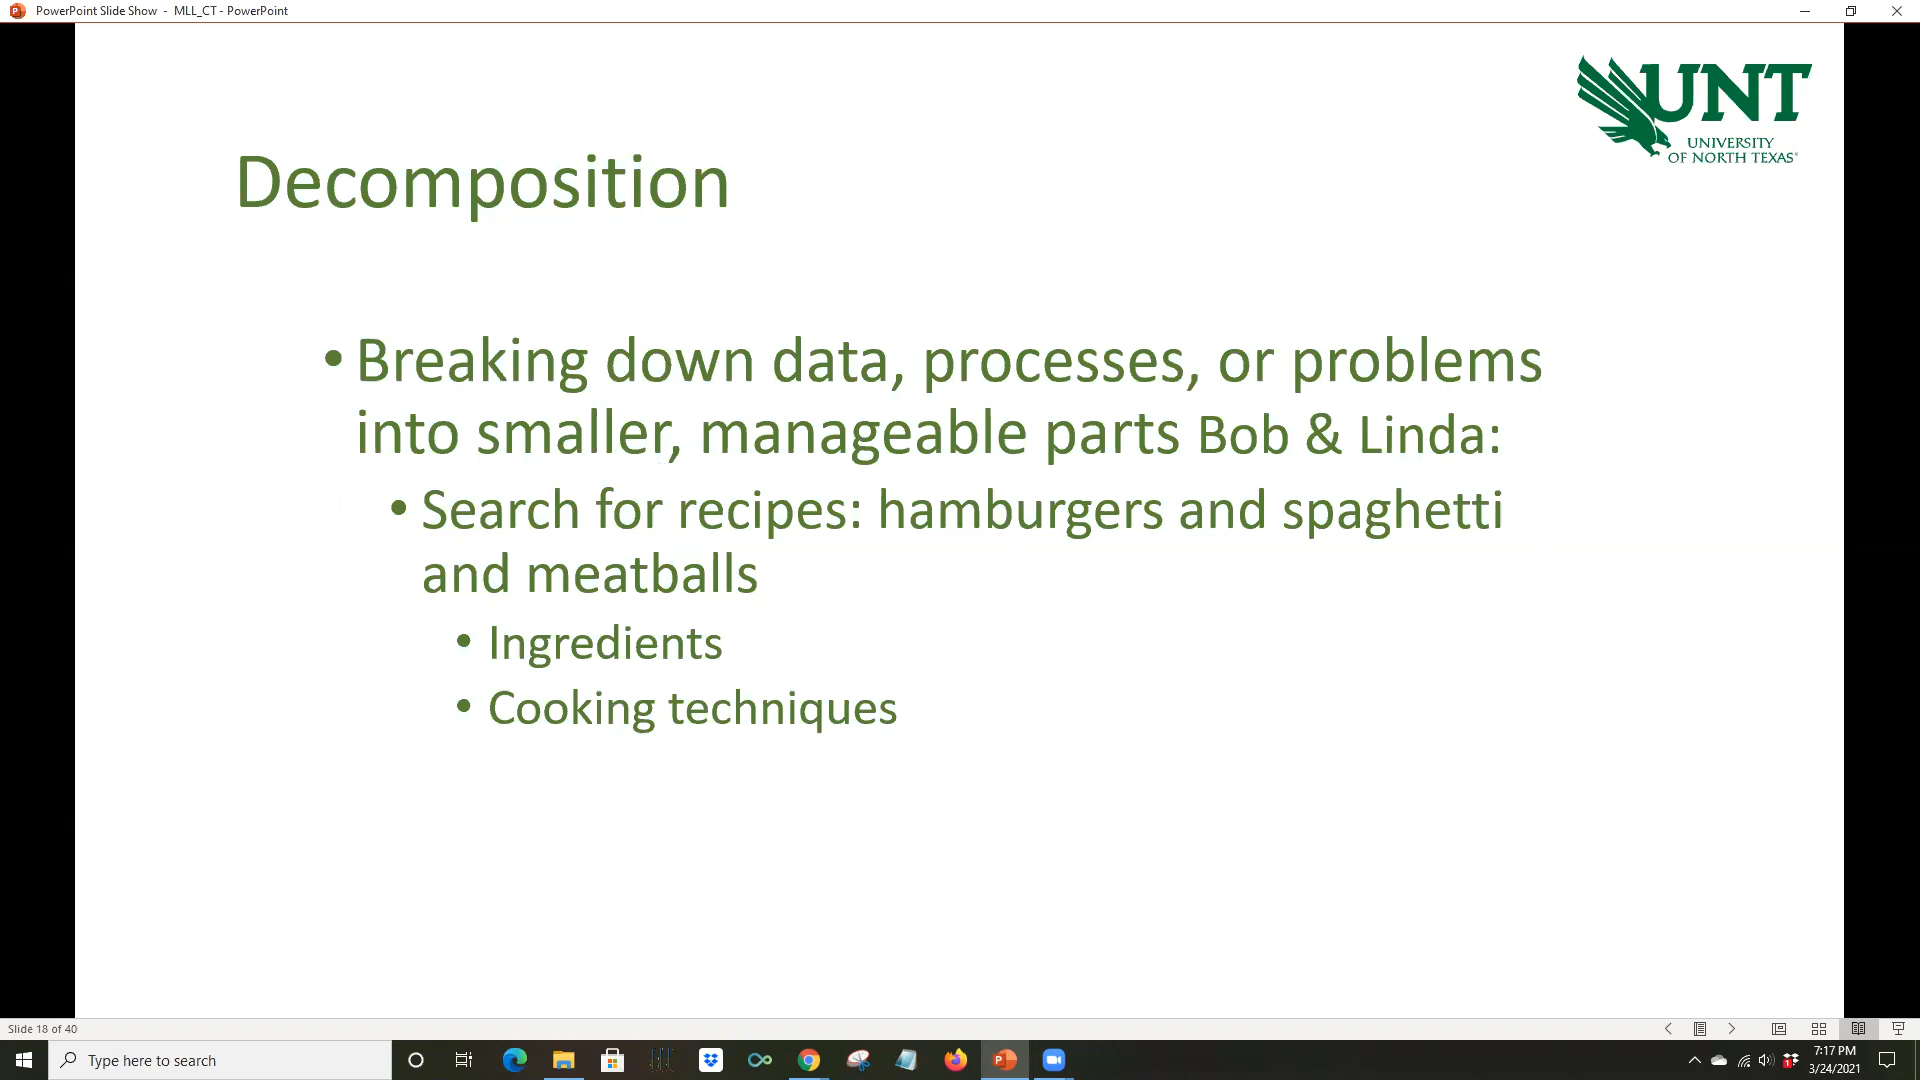 PowerPoint Slide Show - MLL_CT - PowerPoint
UNT
UNIVERSITY
OF NORTH TEXAS®
Decomposition
• Breaking down data, processes, or problems
into smaller, manageable parts Bob & Linda:
• Search for recipes: hamburgers and spaghetti
and meatballs
• Ingredients
• Cooking techniques
Slide 18 of 40
Type here to search
7:17 PM
3/24/2021